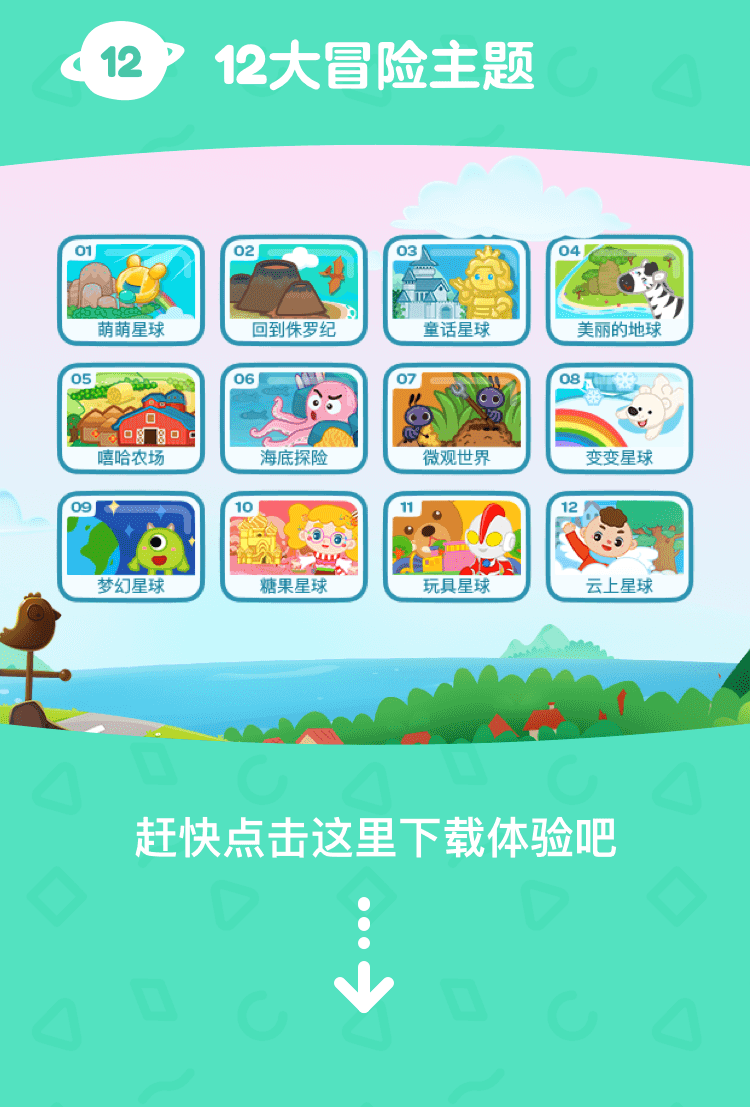 12
12大冒险主题
01
萌萌星球
02
回到侏罗纪
03
童话星球
04
美丽的地球
05
嘻哈农场
06
海底探险
07
微观世界
08
变变星球
09
梦幻星球
10
糖果星球
11
玩具星球
12
云上星球
赶快点击这里下载体验吧